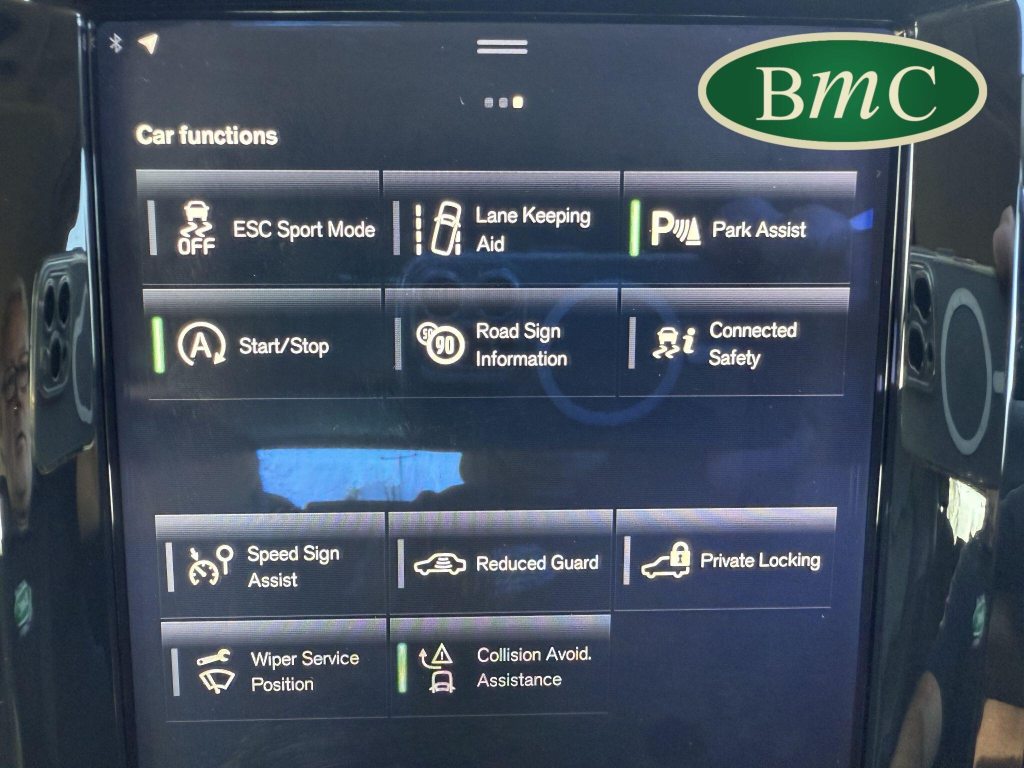 BmC
Car functions
OFF
ESC Sport Mode
Lane Keeping
Aid
P
Park Assist
A
Start/Stop
50
90
Road Sign
Information
i
Connected
Safety
Speed Sign
Assist
Reduced Guard
Private Locking
Wiper Service
Position
Collision Avoid.
Assistance